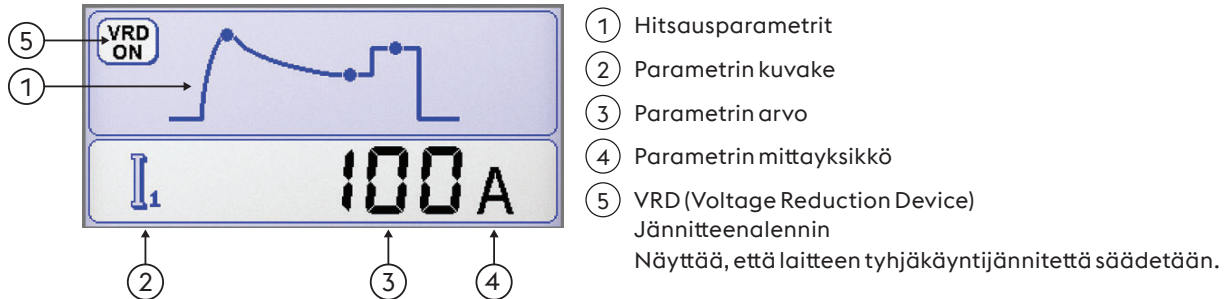 VRD
ON
5
1
I1
100 A
2
3
4
1 Hitsausparametrit
2 Parametrin kuvake
3 Parametrin arvo
4 Parametrin mittayksikkö
5 VRD (Voltage Reduction Device)
Jännitteenalennin
Näyttää, että laitteen tyhjäkäyntijännitettä säädetään.